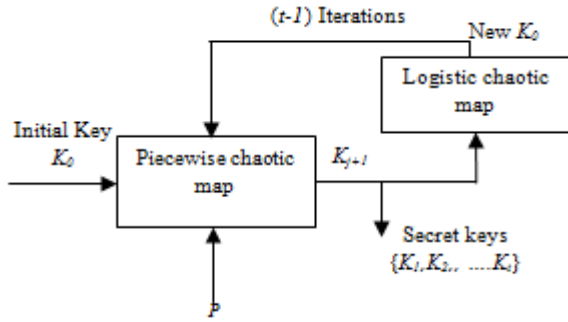 (t-1) Iterations
New K₀
Logistic chaotic
map
Initial Key
K₀
Piecewise chaotic
map
Kⱼ₊₁
Secret keys
{K₁,K₂,, ....Kₜ}
P